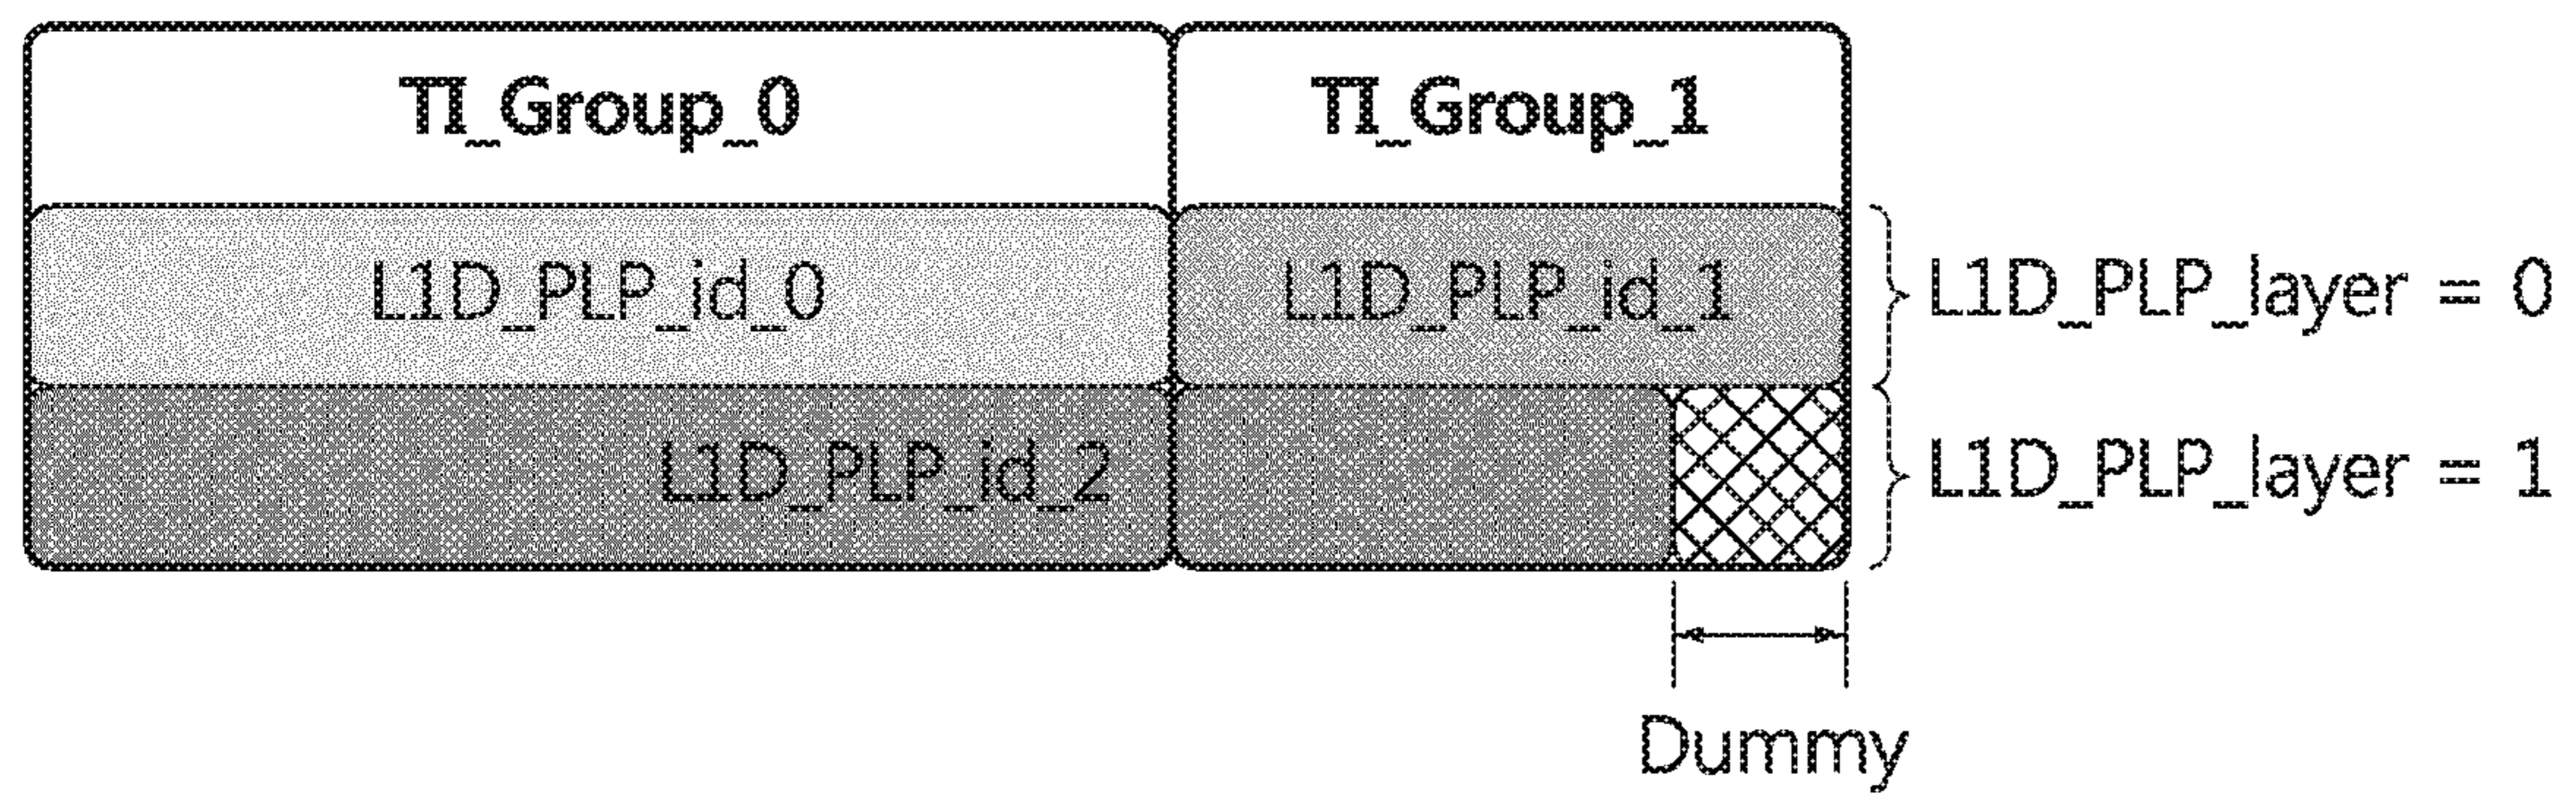 TI_Group_0 TI_Group_1
L1D_PLP_id_0 L1D_PLP_id_1 L1D_PLP_layer = 0
L1D_PLP_id_2 L1D_PLP_layer = 1
Dummy